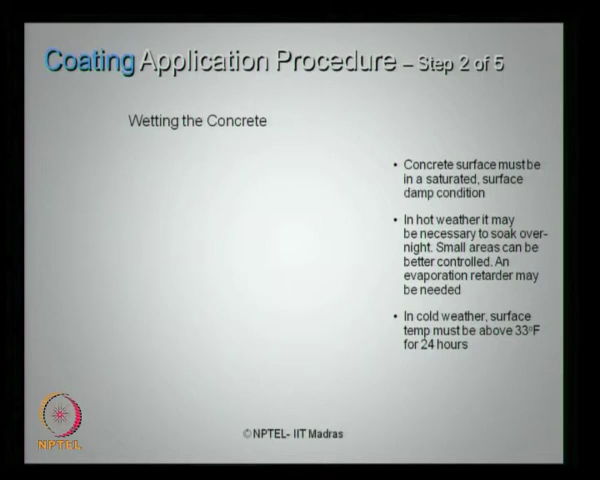 Coating Application Procedure – Step 2 of 5
Wetting the Concrete
• Concrete surface must be
in a saturated, surface
damp condition
• In hot weather it may
be necessary to soak over-
night. Small areas can be
better controlled. An
evaporation retarder may
be needed
• In cold weather, surface
temp must be above 33ºF
for 24 hours
NPTEL
© NPTEL- IIT Madras